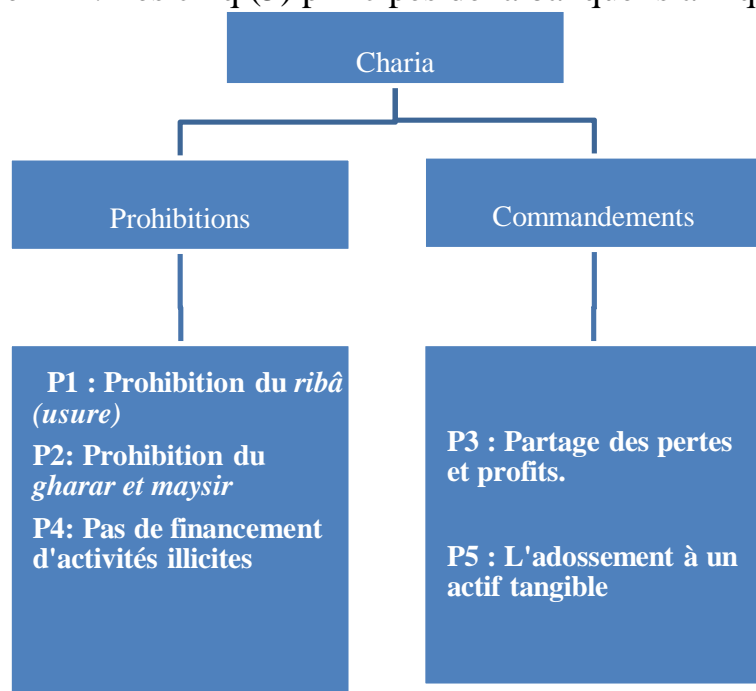 (5)
Charia
Prohibitions
Commandements
P1 : Prohibition du ribâ
(usure)
P2: Prohibition du
gharar et maysir
P4: Pas de financement
d'activités illicites
P3 : Partage des pertes
et profits.
P5 : L'adossement à un
actif tangible